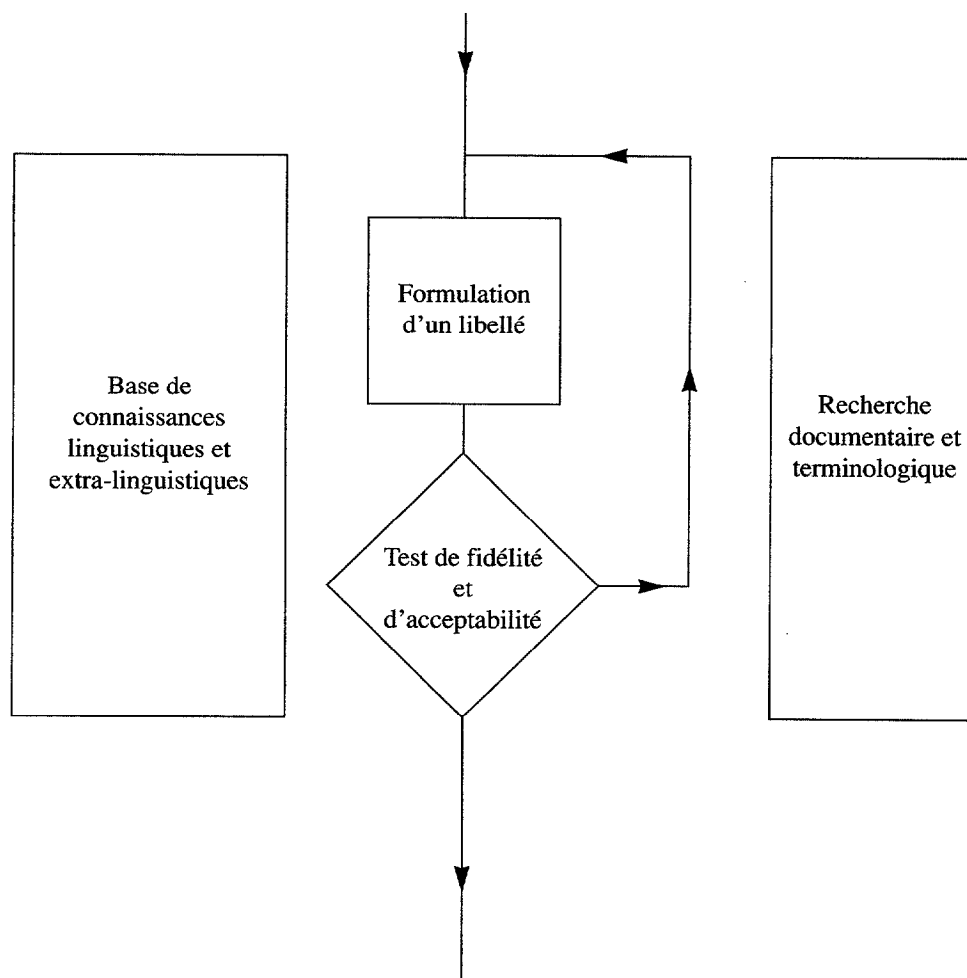 Formulation
d'un libellé
Base de
connaissances
linguistiques et
extra-linguistiques
Recherche
documentaire et
terminologique
Test de fidélité
et
d'acceptabilité